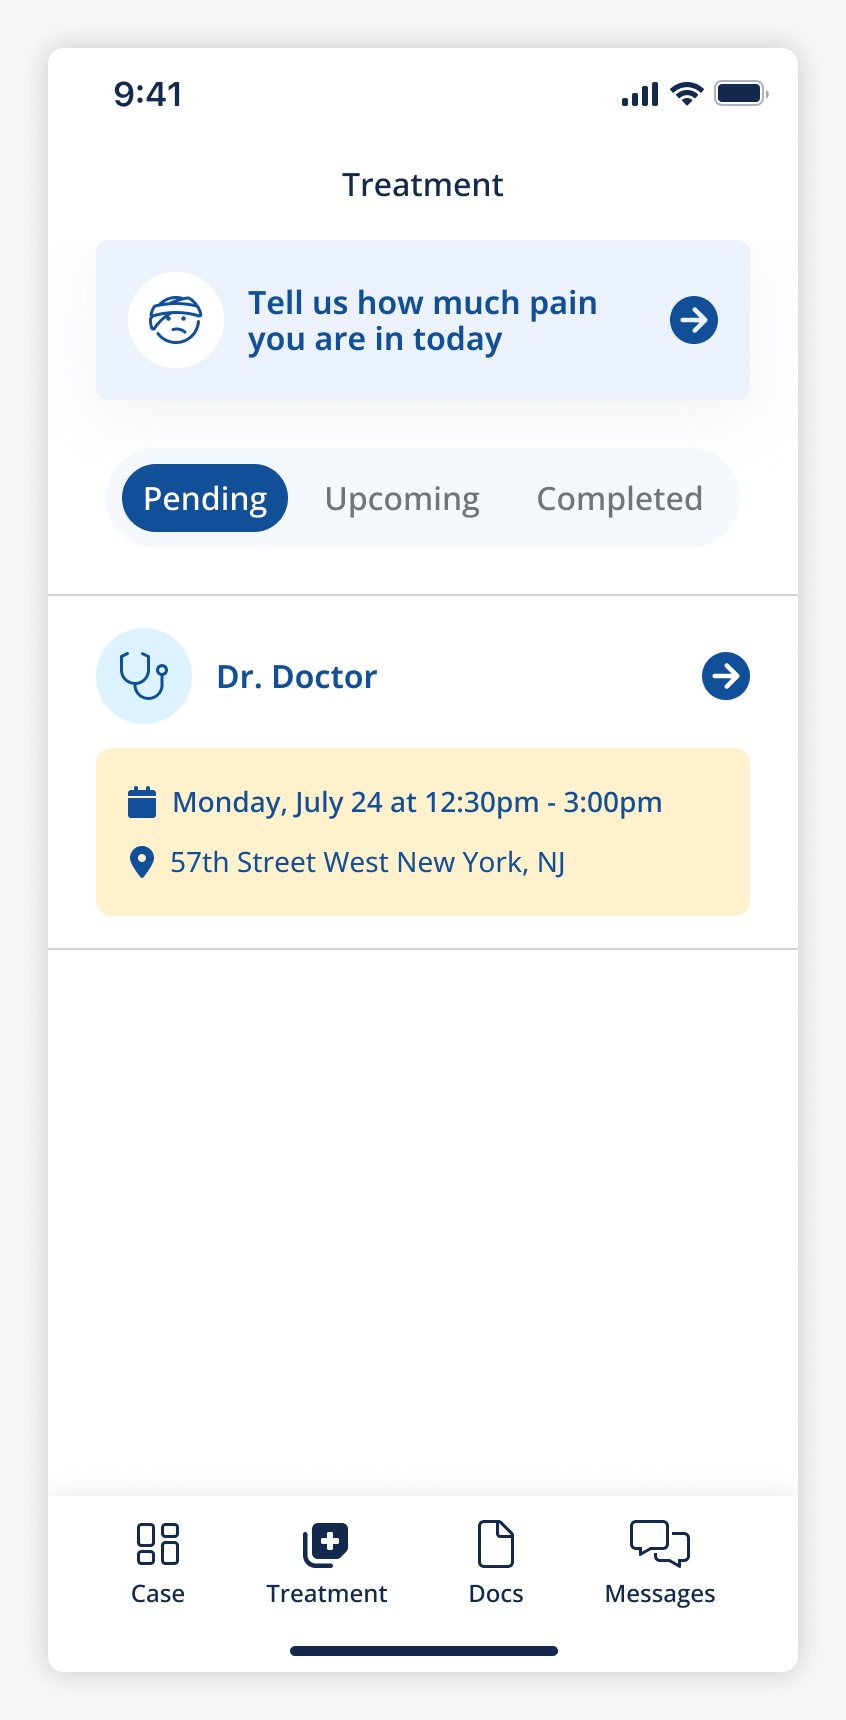 9:41
Treatment
Tell us how much pain
you are in today
Pending Upcoming Completed
Dr. Doctor
Monday, July 24 at 12:30pm - 3:00pm
57th Street West New York, NJ
Case Treatment Docs Messages